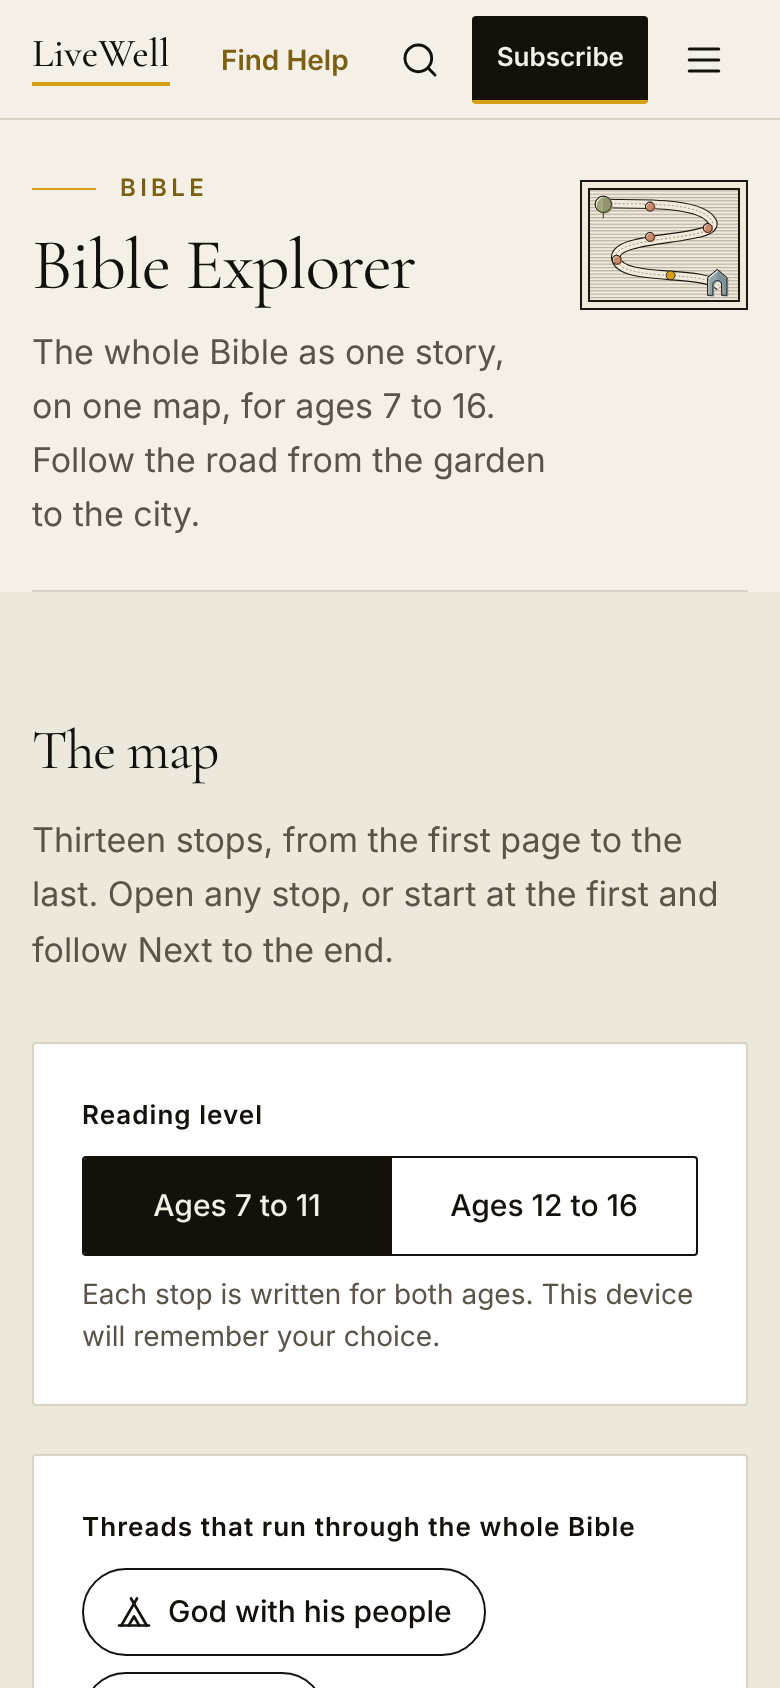 LiveWell
Find Help
Subscribe
BIBLE
Bible Explorer
The whole Bible as one story,
on one map, for ages 7 to 16.
Follow the road from the garden
to the city.
The map
Thirteen stops, from the first page to the
last. Open any stop, or start at the first and
follow Next to the end.
Reading level
Ages 7 to 11
Ages 12 to 16
Each stop is written for both ages. This device
will remember your choice.
Threads that run through the whole Bible
God with his people